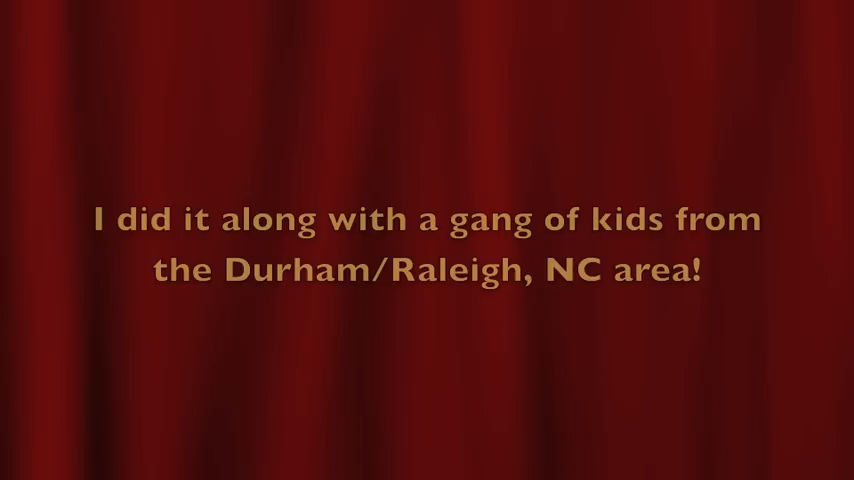 I did it along with a gang of kids from
the Durham/Raleigh, NC area!